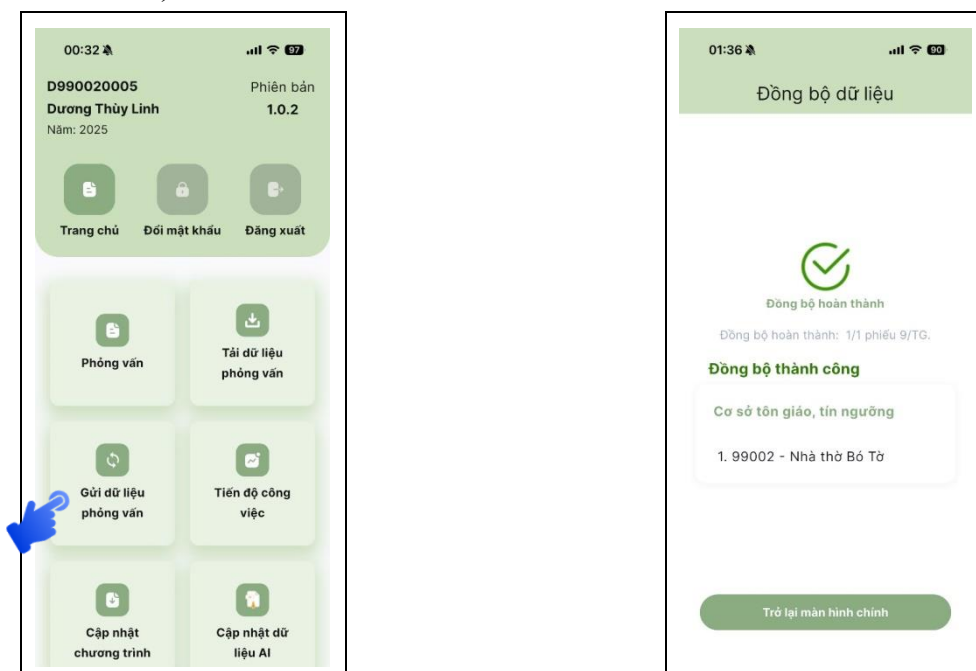 00:32
97
D990020005
Phiên bản
Dương Thùy Linh
1.0.2
Năm: 2025
Trang chủ
Đổi mật khẩu
Đăng xuất
Phỏng vấn
Tải dữ liệu
phỏng vấn
Gửi dữ liệu
phỏng vấn
Tiến độ công
việc
Cập nhật
chương trình
Cập nhật dữ
liệu AI
01:36
90
Đồng bộ dữ liệu
Đồng bộ hoàn thành
Đồng bộ hoàn thành: 1/1 phiếu 9/TG.
Đồng bộ thành công
Cơ sở tôn giáo, tín ngưỡng
1. 99002 - Nhà thờ Bó Tờ
Trở lại màn hình chính